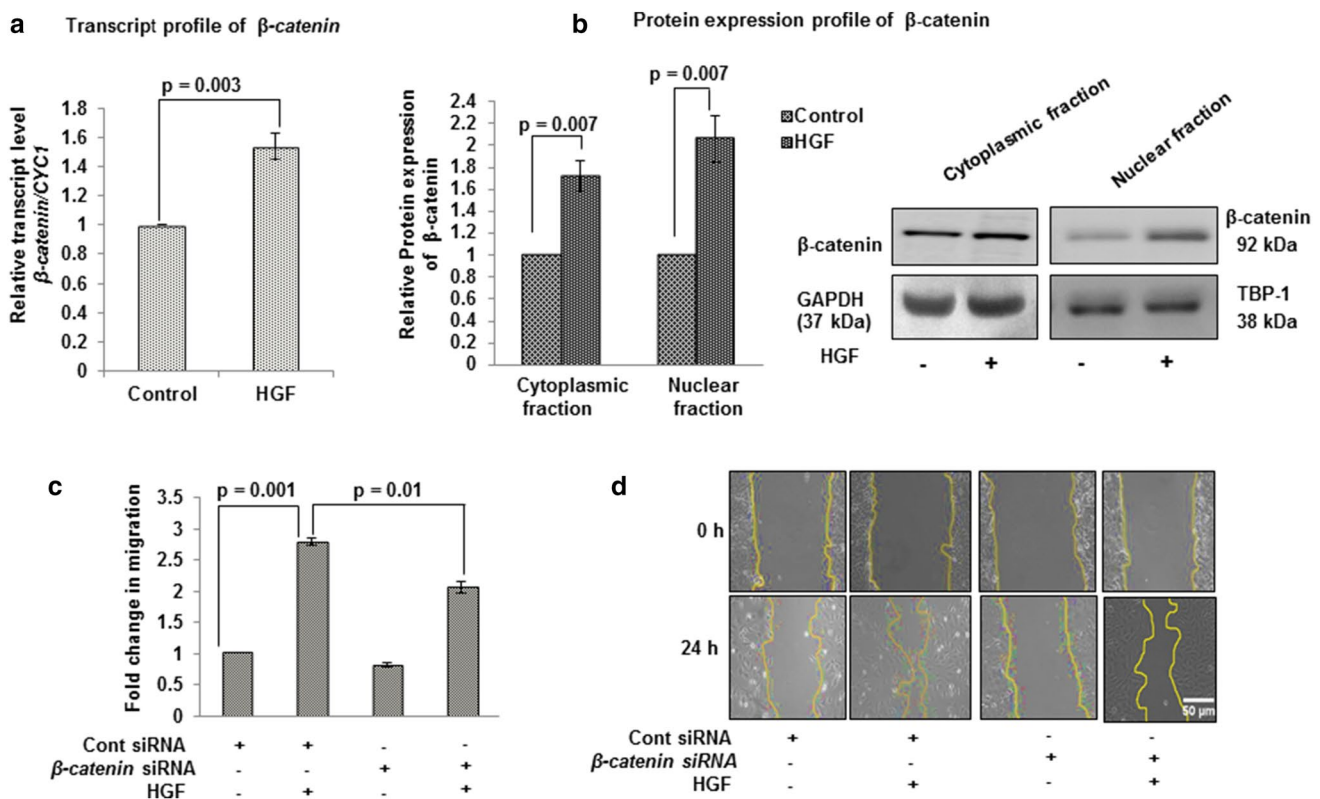 a
Transcript profile of β-catenin
p = 0.003
Relative transcript level
β-catenin/CYC1
1.8
1.6
1.4
1.2
1
0.8
0.6
0.4
0.2
0
Control
HGF
b
Protein expression profile of β-catenin
Relative Protein expression
of β-catenin
2.4
2.2
2
1.8
1.6
1.4
1.2
1
0.8
0.6
0.4
0.2
0
p = 0.007
p = 0.007
Cytoplasmic
fraction
Nuclear
fraction
Control
HGF
Cytoplasmic fraction
Nuclear fraction
β-catenin
β-catenin
92 kDa
GAPDH
(37 kDa)
TBP-1
38 kDa
HGF - + - +
c
Fold change in migration
3.5
3
2.5
2
1.5
1
0.5
0
p = 0.001
p = 0.01
Cont siRNA + + - -
β-catenin siRNA - - + +
HGF - + - +
d
0 h
24 h
50 µm
Cont siRNA + + - -
β-catenin siRNA - - + +
HGF - + - +